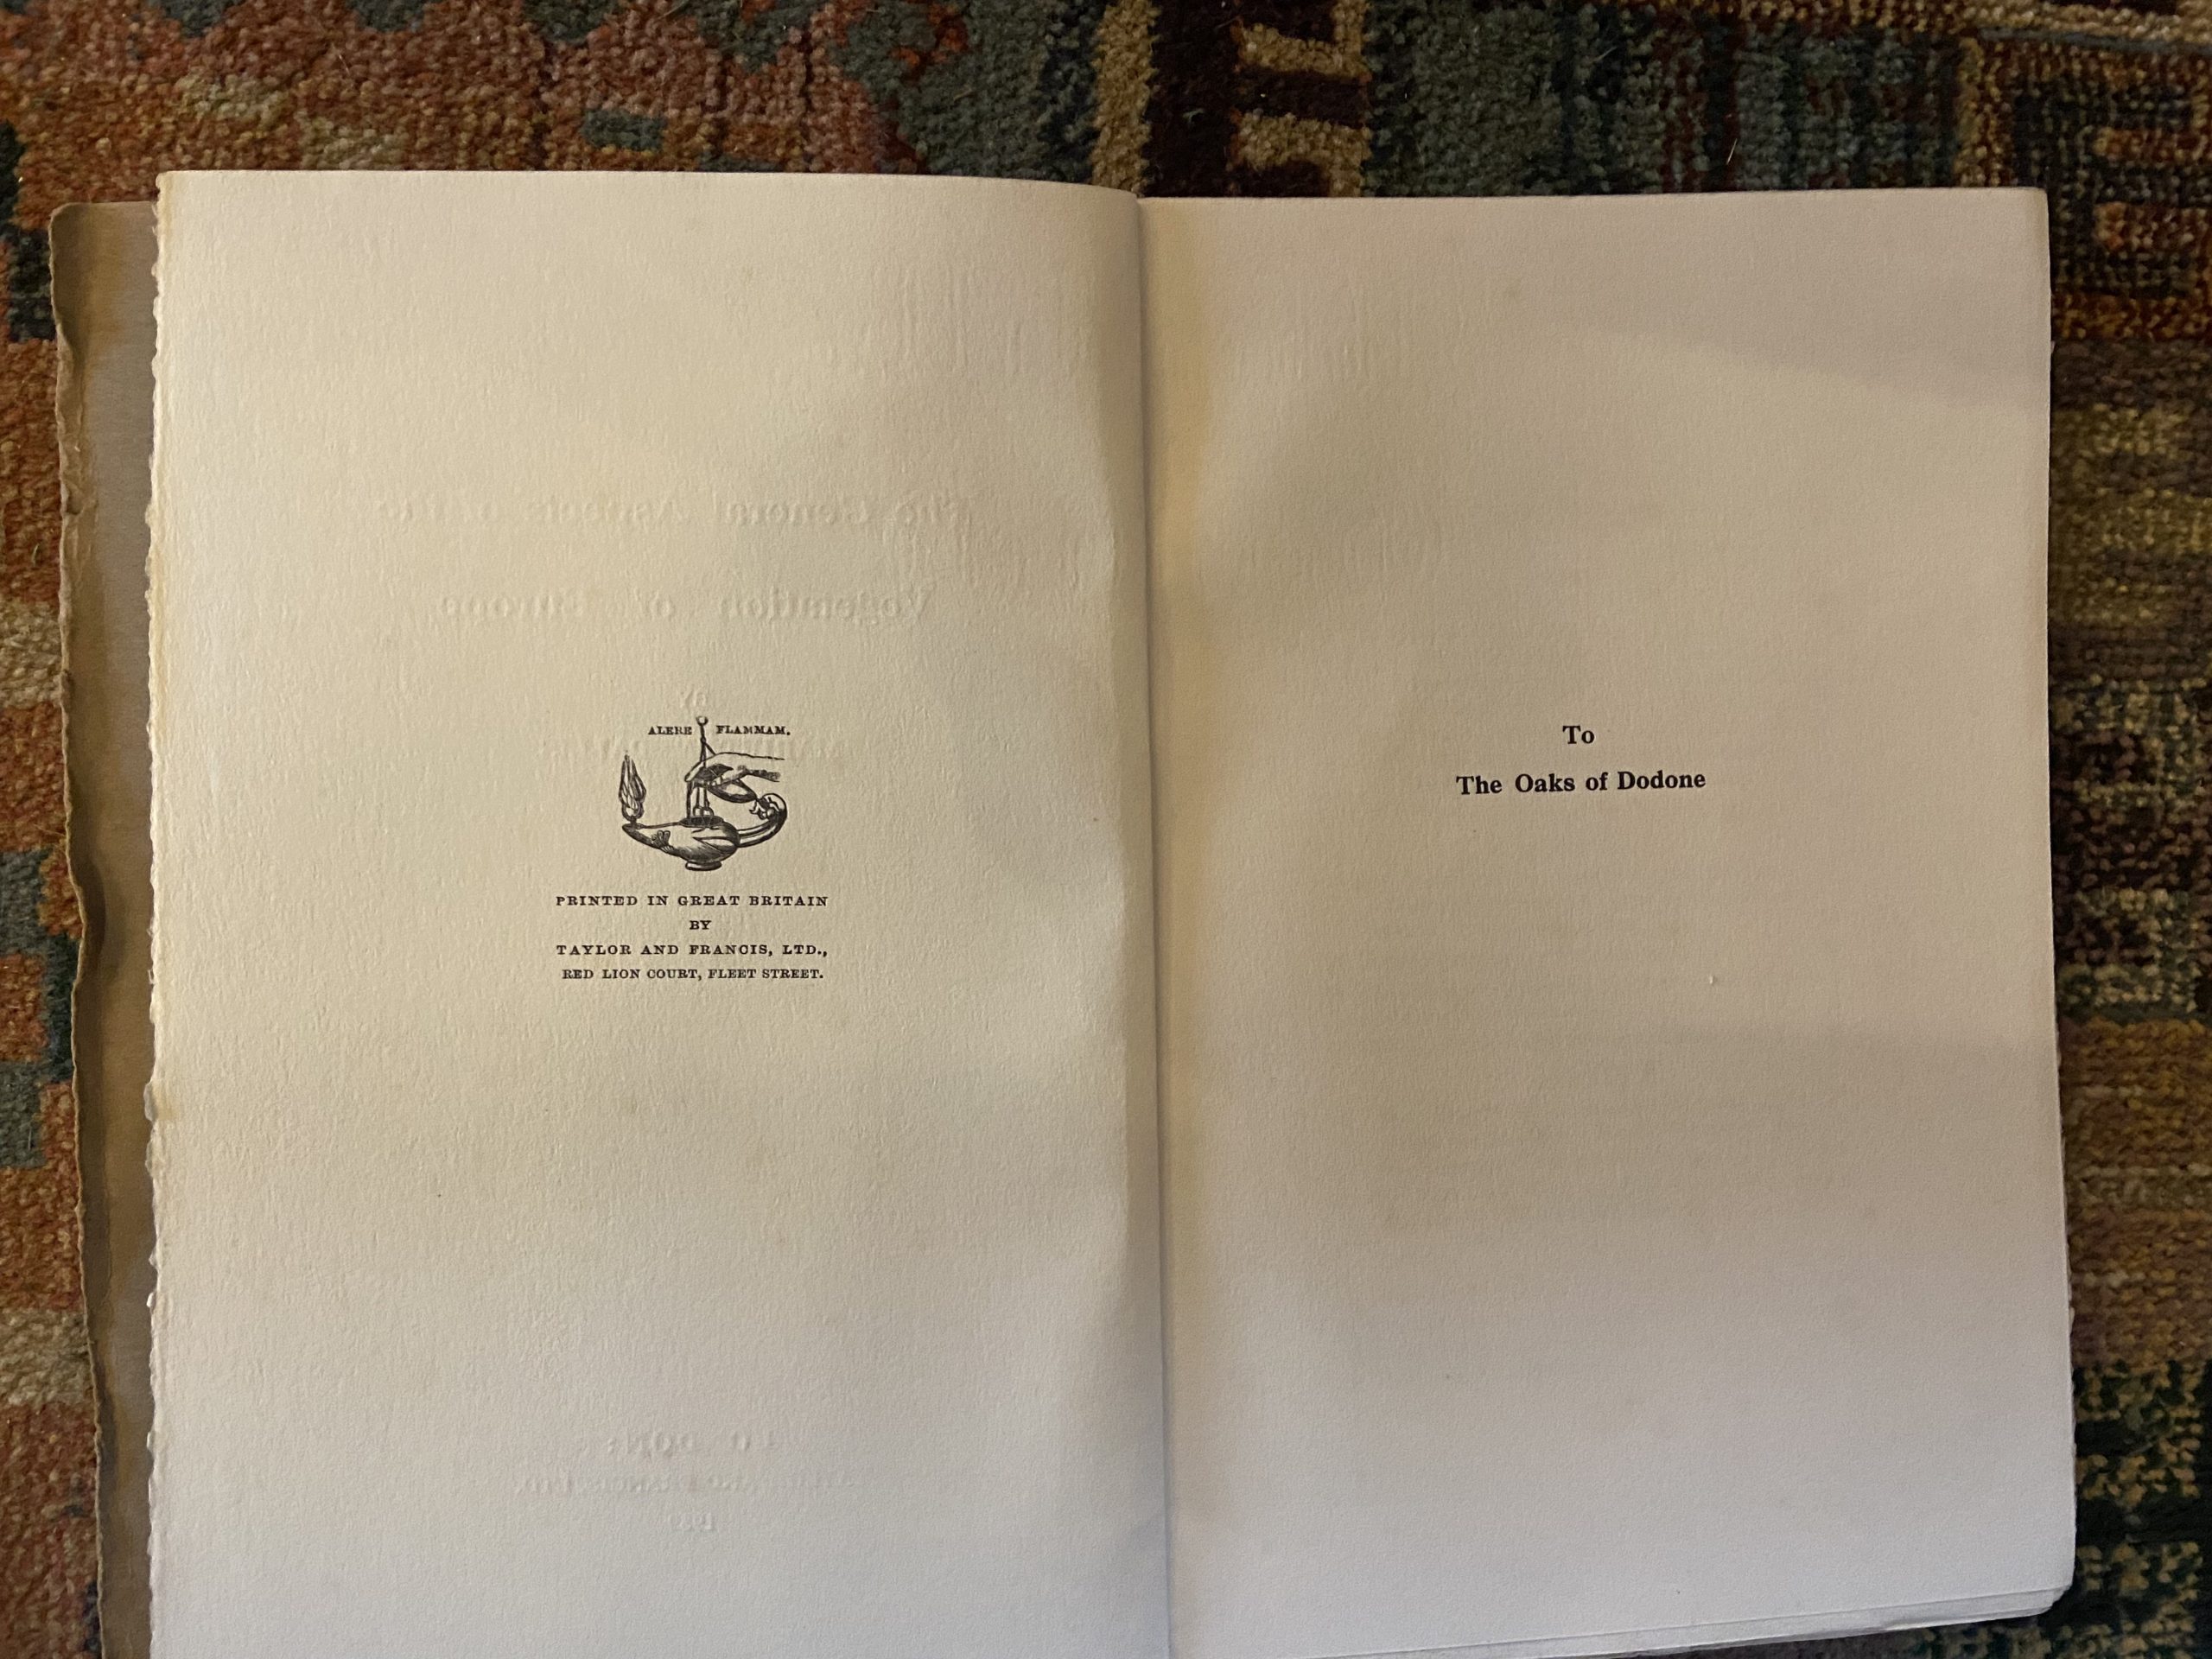 ALERE FLAMMAM.
PRINTED IN GREAT BRITAIN
BY
TAYLOR AND FRANCIS, LTD.,
RED LION COURT, FLEET STREET.
To
The Oaks of Dodone